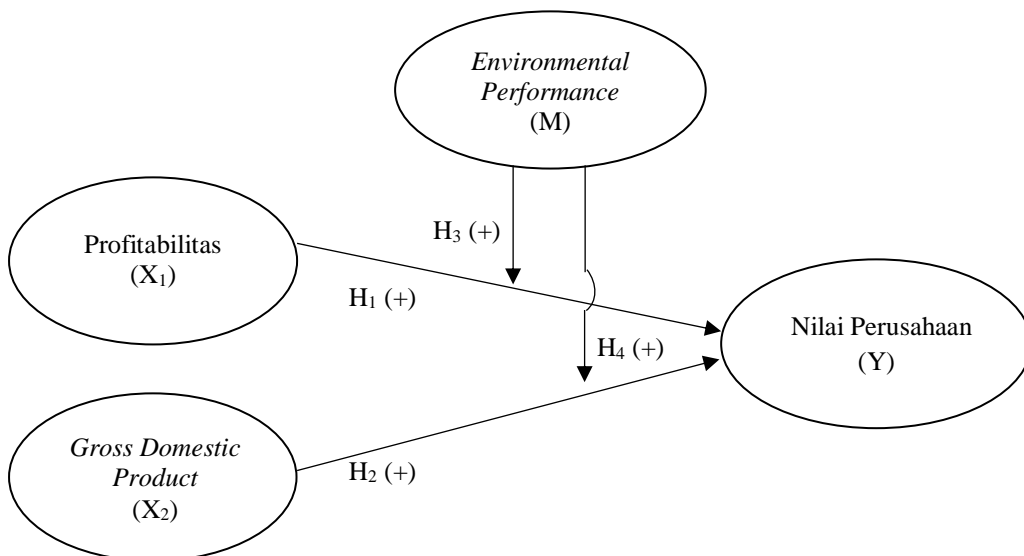 Environmental
Performance
(M)
H₃ (+)
Profitabilitas
(X₁)
H₁ (+)
Nilai Perusahaan
(Y)
H₄ (+)
Gross Domestic
Product
(X₂)
H₂ (+)